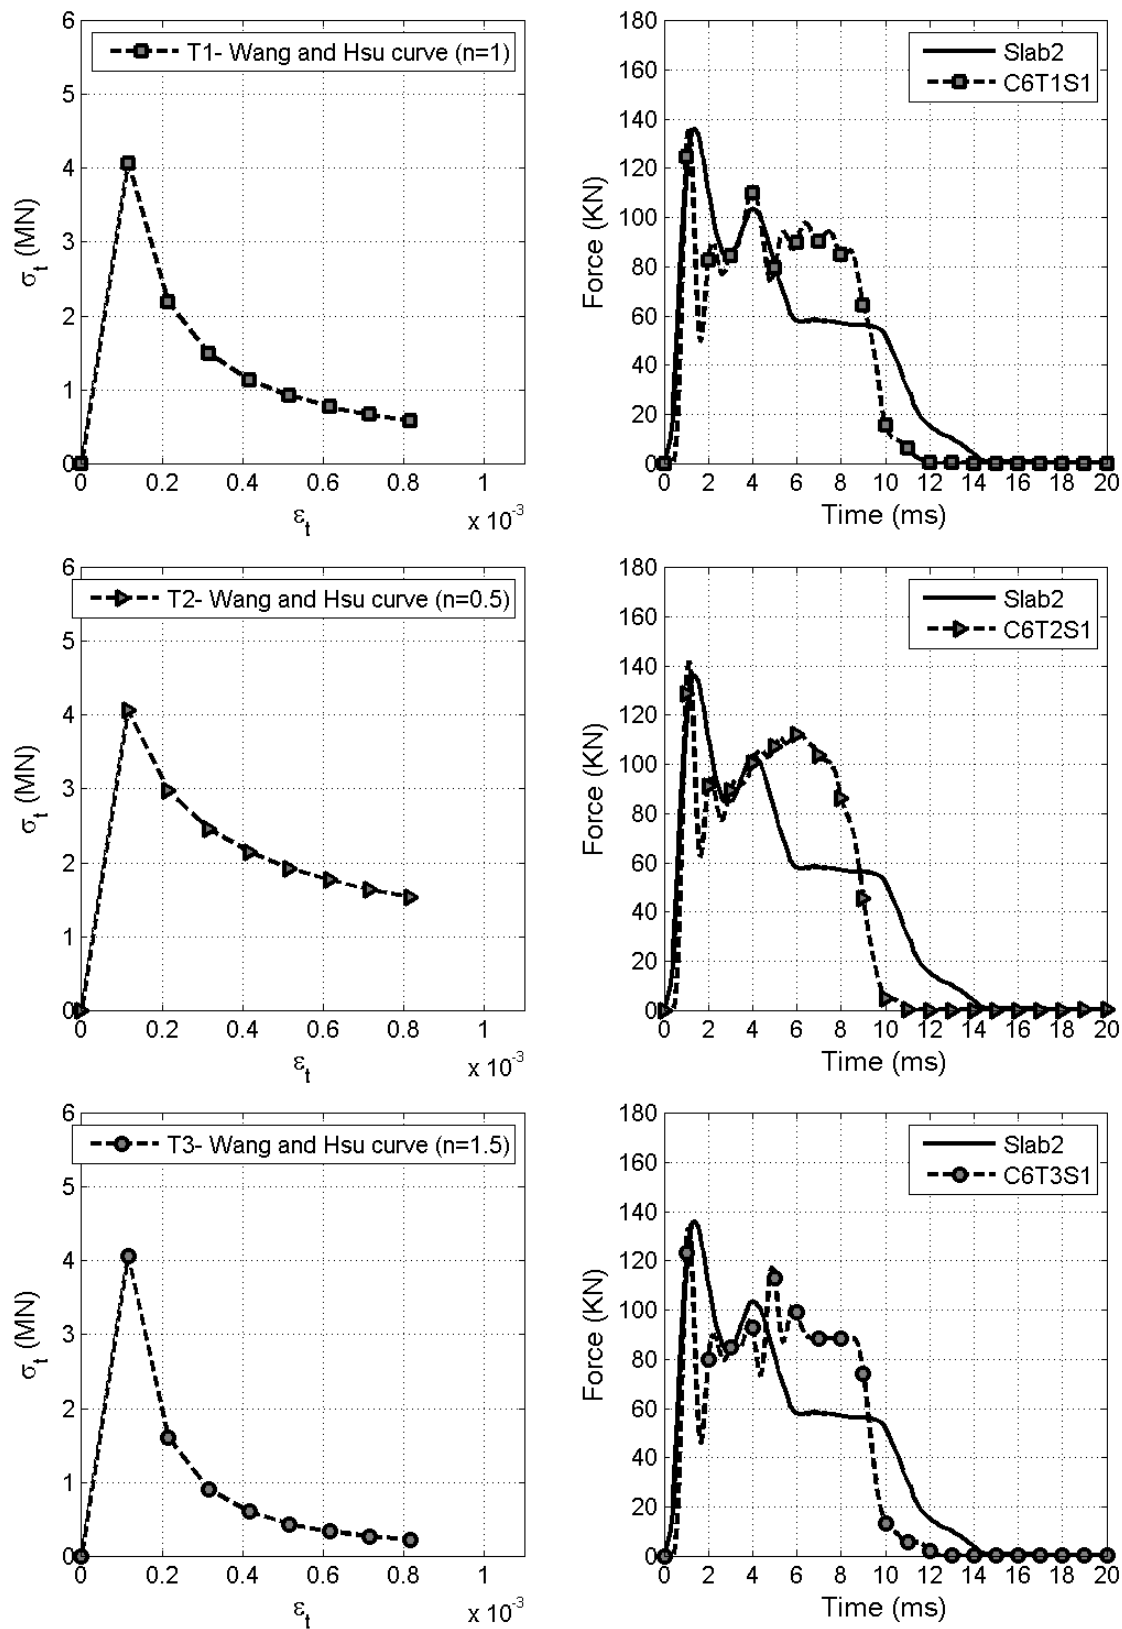 6
5
4
3
2
1
0
σt (MN)
T1- Wang and Hsu curve (n=1)
0 0.2 0.4 0.6 0.8 1
εt
x 10-3
180
160
140
120
100
80
60
40
20
0
Force (KN)
Slab2
C6T1S1
0 2 4 6 8 10 12 14 16 18 20
Time (ms)
6
5
4
3
2
1
0
σt (MN)
T2- Wang and Hsu curve (n=0.5)
0 0.2 0.4 0.6 0.8 1
εt
x 10-3
180
160
140
120
100
80
60
40
20
0
Force (KN)
Slab2
C6T2S1
0 2 4 6 8 10 12 14 16 18 20
Time (ms)
6
5
4
3
2
1
0
σt (MN)
T3- Wang and Hsu curve (n=1.5)
0 0.2 0.4 0.6 0.8 1
εt
x 10-3
180
160
140
120
100
80
60
40
20
0
Force (KN)
Slab2
C6T3S1
0 2 4 6 8 10 12 14 16 18 20
Time (ms)